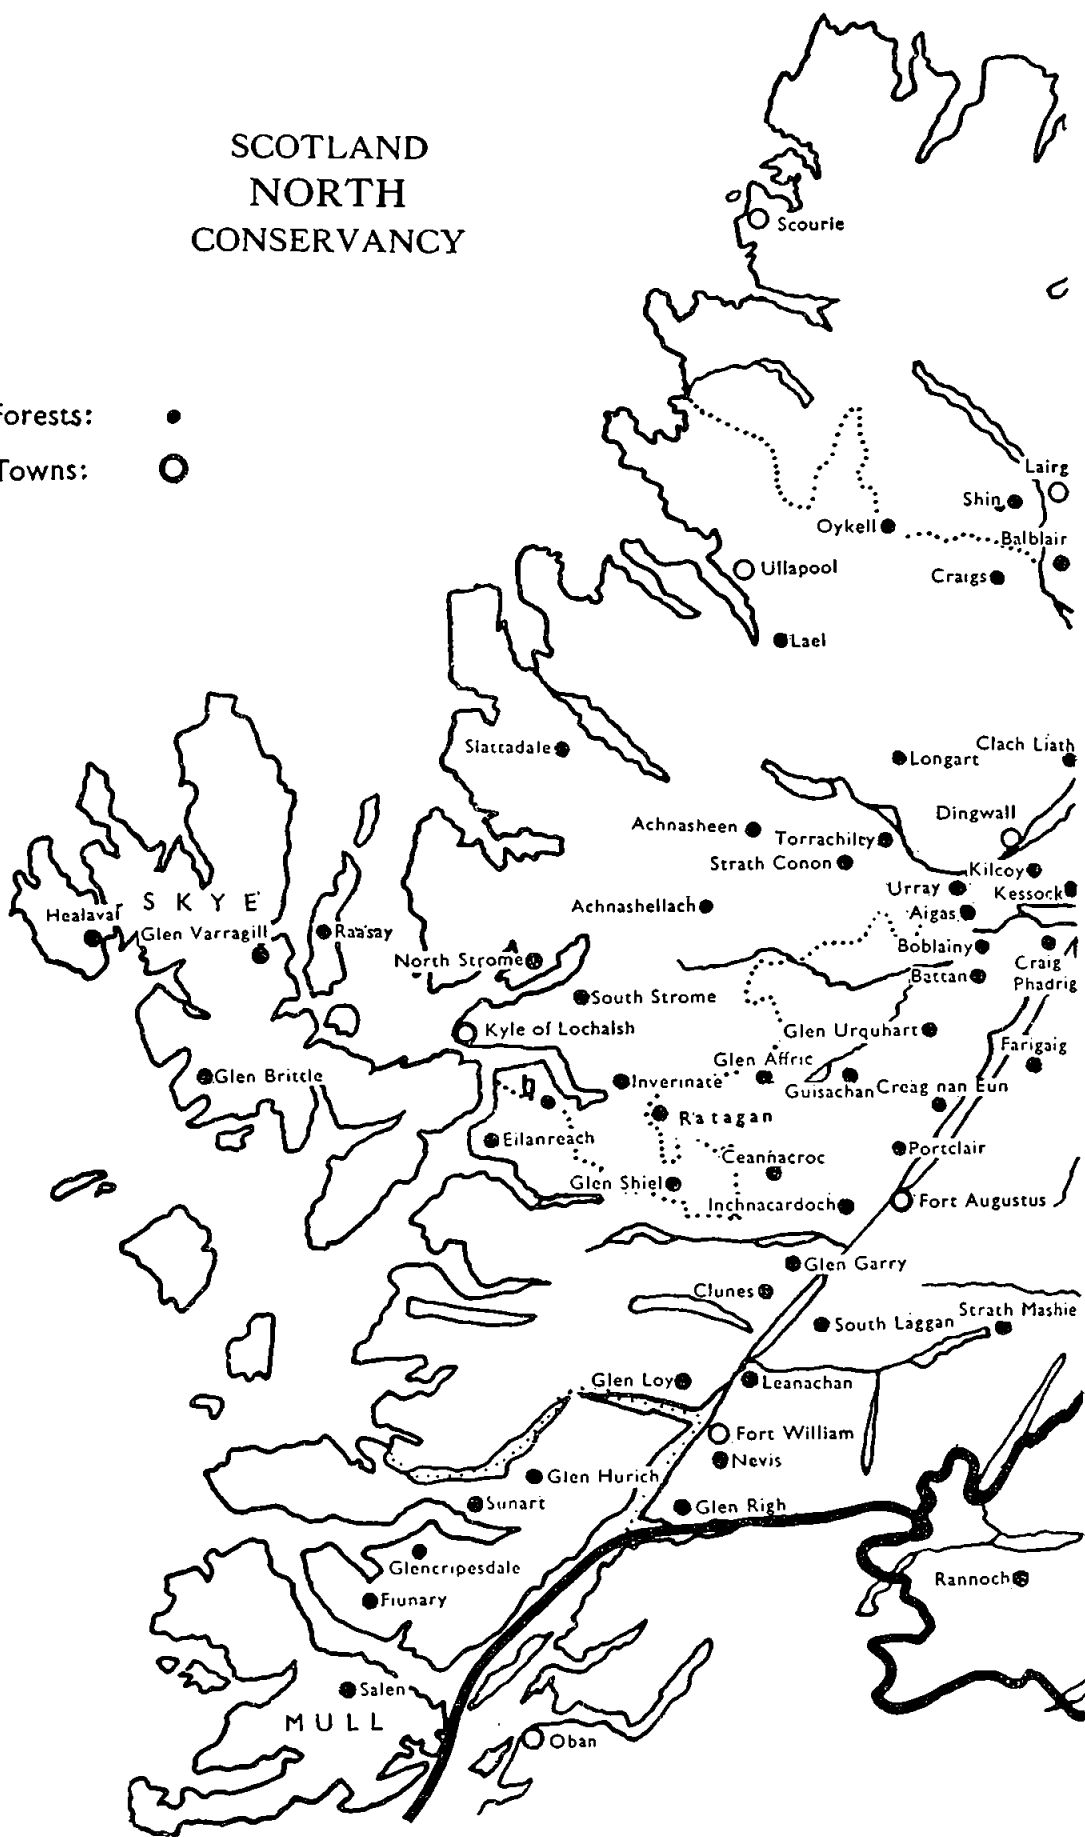 SCOTLAND
NORTH
CONSERVANCY
Forests:
Towns:
Scourie
Lairg
Shin
Oykell
Balblair
Ullapool
Craigs
Lael
Slattadale
Longart
Clach Liath
Dingwall
Achnasheen
Torrachilty
Strath Conon
Kilcoy
Urray
Kessock
Achnashellach
Aigas
SKYE
Healaval
Glen Varragill
Raasay
Boblainy
North Strome
Craig
Phadrig
Battan
South Strome
Kyle of Lochalsh
Glen Urquhart
Farigaig
Glen Affric
Glen Brittle
Inverinate
Guisachan
Creag nan Eun
Ratagan
Eilanreach
Portclair
Ceannacroc
Glen Shiel
Inchnacardoch
Fort Augustus
Glen Garry
Clunes
South Laggan
Strath Mashie
Glen Loy
Leanachan
Fort William
Nevis
Glen Hurich
Sunart
Glen Righ
Glencripesdale
Rannoch
Fiunary
Salen
MULL
Oban